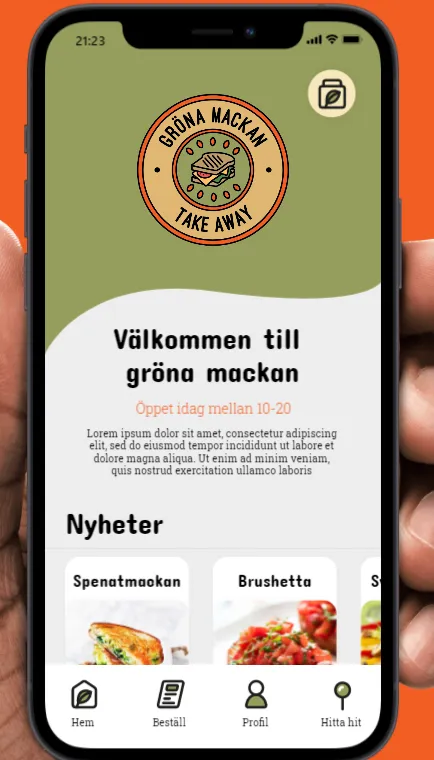 21:23
GRÖNA MACKAN
TAKE AWAY
Välkommen till
gröna mackan
Öppet idag mellan 10-20
Lorem ipsum dolor sit amet, consectetur adipiscing
elit, sed do eiusmod tempor incididunt ut labore et
dolore magna aliqua. Ut enim ad minim veniam,
quis nostrud exercitation ullamco laboris
Nyheter
Spenatmackan
Brushetta
Hem
Beställ
Profil
Hitta hit